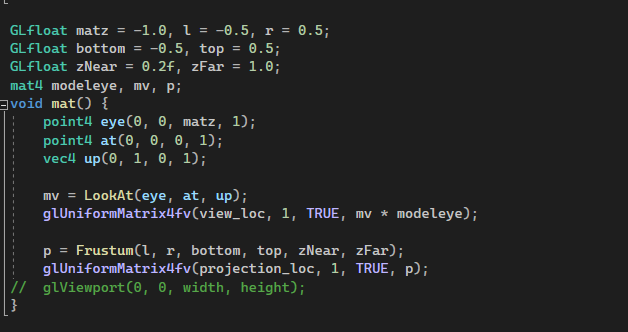 GLfloat matz = -1.0, l = -0.5, r = 0.5;
GLfloat bottom = -0.5, top = 0.5;
GLfloat zNear = 0.2f, zFar = 1.0;
mat4 modeleye, mv, p;
void mat() {
    point4 eye(0, 0, matz, 1);
    point4 at(0, 0, 0, 1);
    vec4 up(0, 1, 0, 1);

    mv = LookAt(eye, at, up);
    glUniformMatrix4fv(view_loc, 1, TRUE, mv * modeleye);

    p = Frustum(l, r, bottom, top, zNear, zFar);
    glUniformMatrix4fv(projection_loc, 1, TRUE, p);
//  glViewport(0, 0, width, height);
}